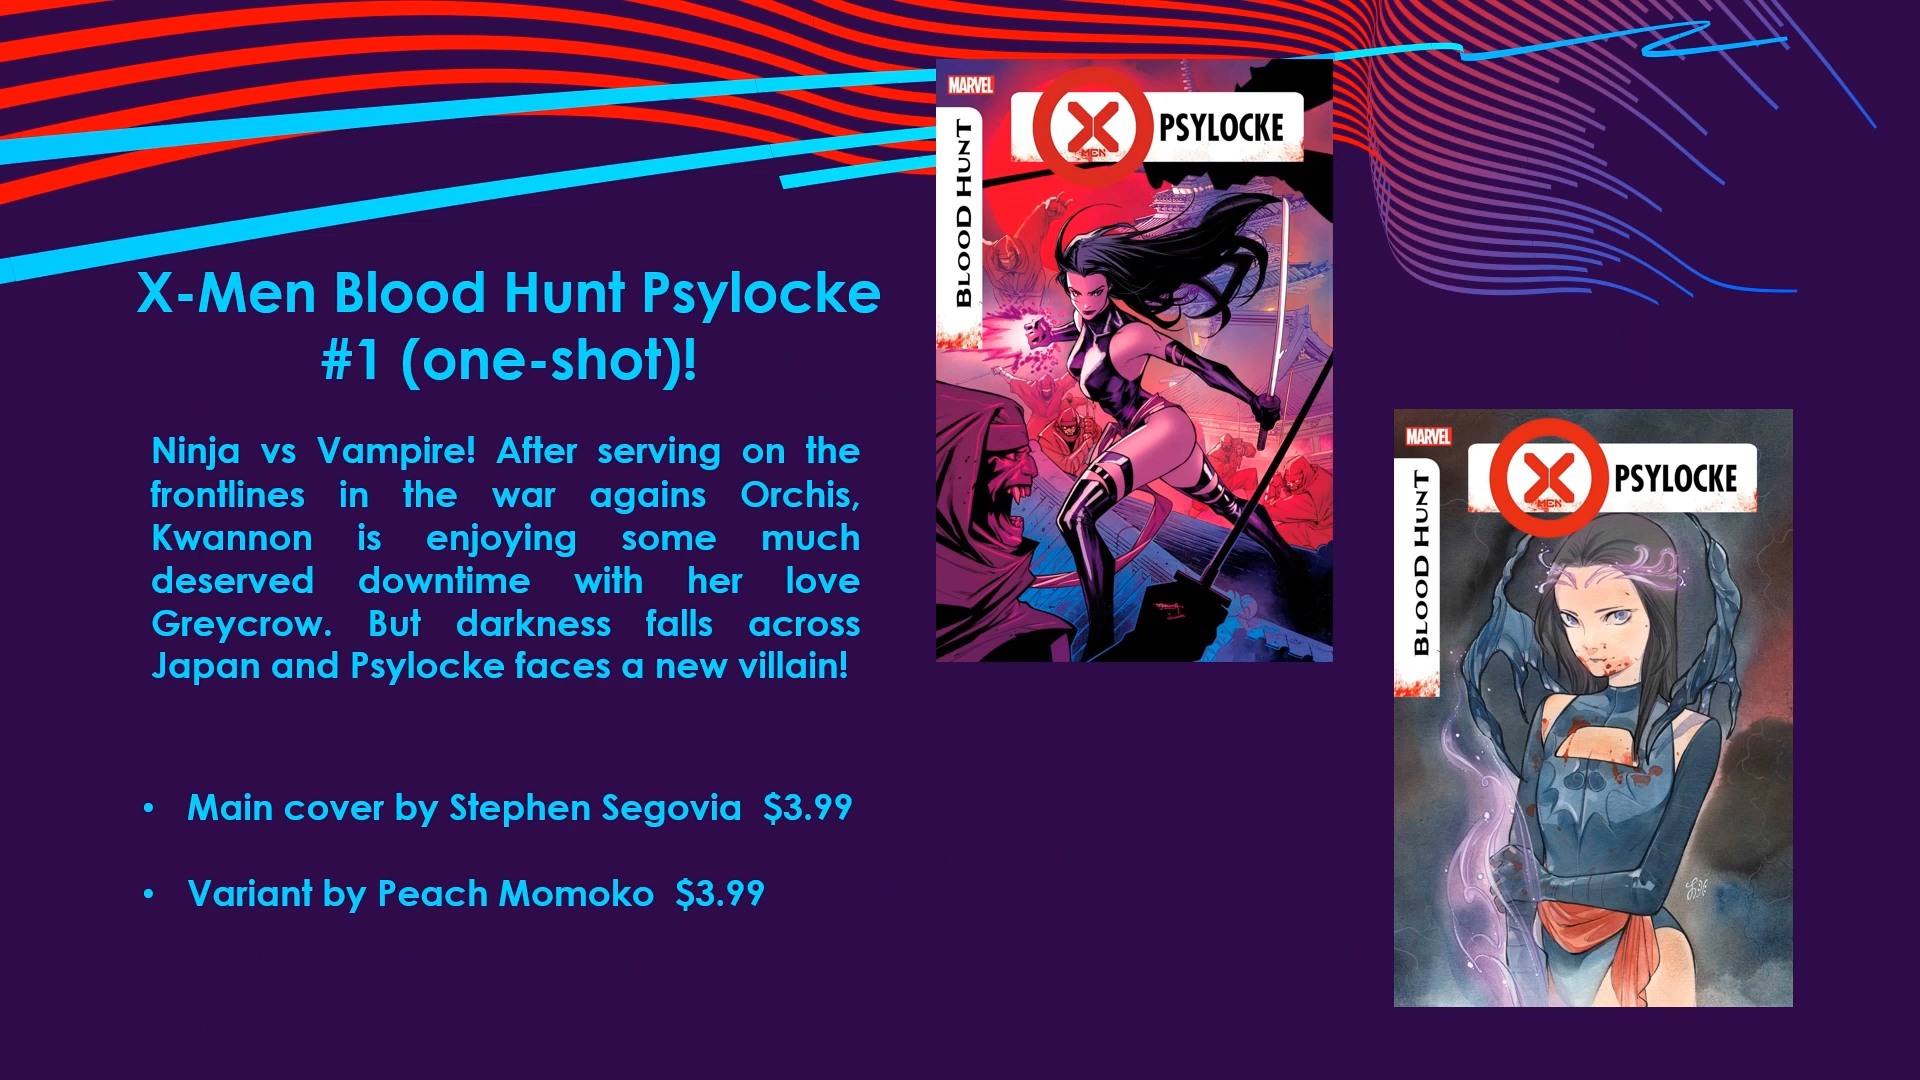 X-Men Blood Hunt Psylocke
#1 (one-shot)!
Ninja vs Vampire! After serving on the
frontlines in the war agains Orchis,
Kwannon is enjoying some much
deserved downtime with her love
Greycrow. But darkness falls across
Japan and Psylocke faces a new villain!
• Main cover by Stephen Segovia $3.99
• Variant by Peach Momoko $3.99
MARVEL
X MEN
PSYLOCKE
BLOOD HUNT
MARVEL
X MEN
PSYLOCKE
BLOOD HUNT